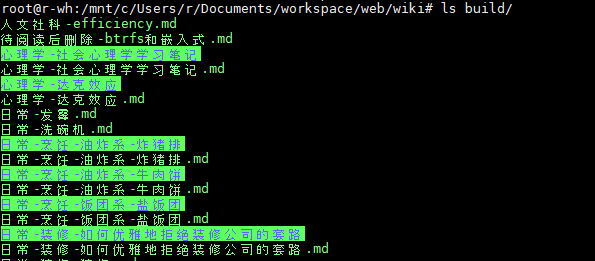 root@r-wh:/mnt/c/Users/r/Documents/workspace/web/wiki# ls build/
人文社科-efficiency.md
待阅读后删除-btrfs和嵌入式.md
心理学-社会心理学学习笔记
心理学-社会心理学学习笔记.md
心理学-达克效应
心理学-达克效应.md
日常-发霉.md
日常-洗碗机.md
日常-烹饪-油炸系-炸猪排
日常-烹饪-油炸系-炸猪排.md
日常-烹饪-油炸系-牛肉饼
日常-烹饪-油炸系-牛肉饼.md
日常-烹饪-饭团系-盐饭团
日常-烹饪-饭团系-盐饭团.md
日常-装修-如何优雅地拒绝装修公司的套路
日常-装修-如何优雅地拒绝装修公司的套路.md